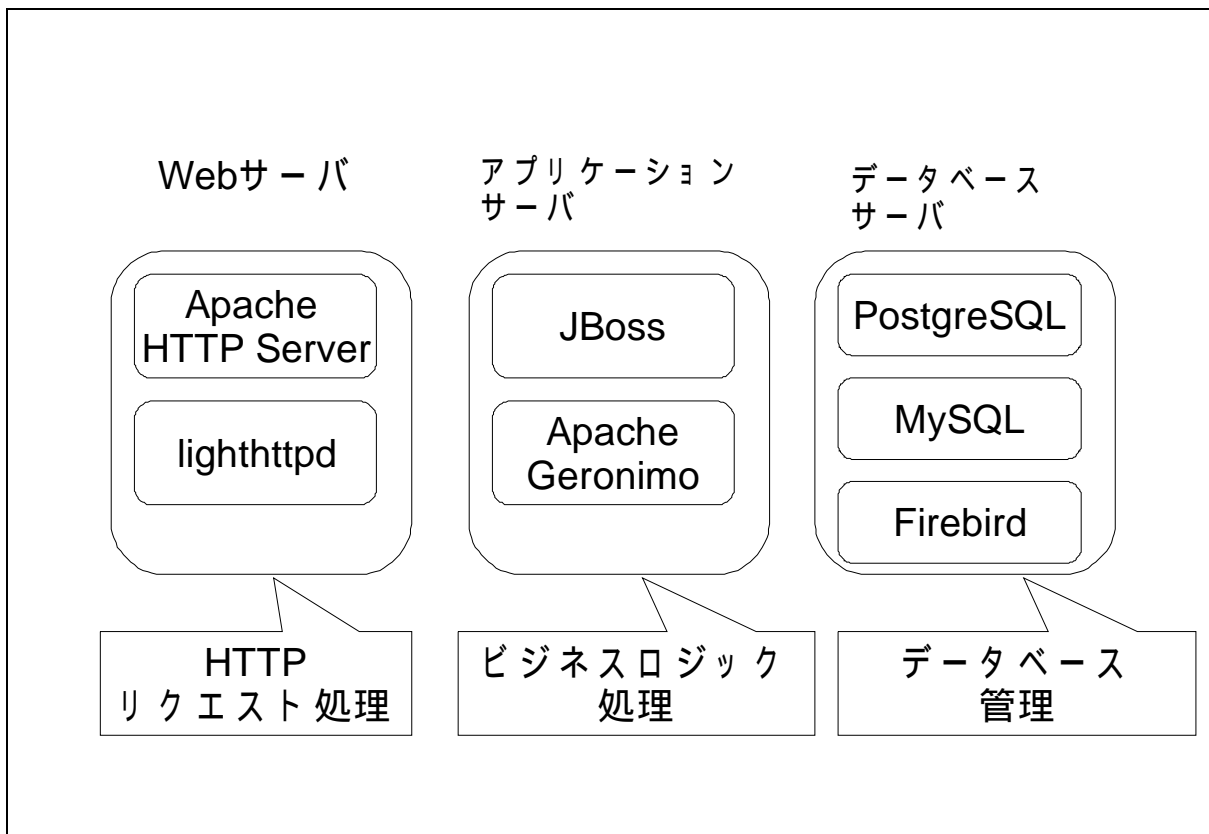 Webサーバ
アプリケーション
サーバ
データベース
サーバ
Apache
HTTP Server
lighthttpd
JBoss
Apache
Geronimo
PostgreSQL
MySQL
Firebird
HTTP
リクエスト処理
ビジネスロジック
処理
データベース
管理